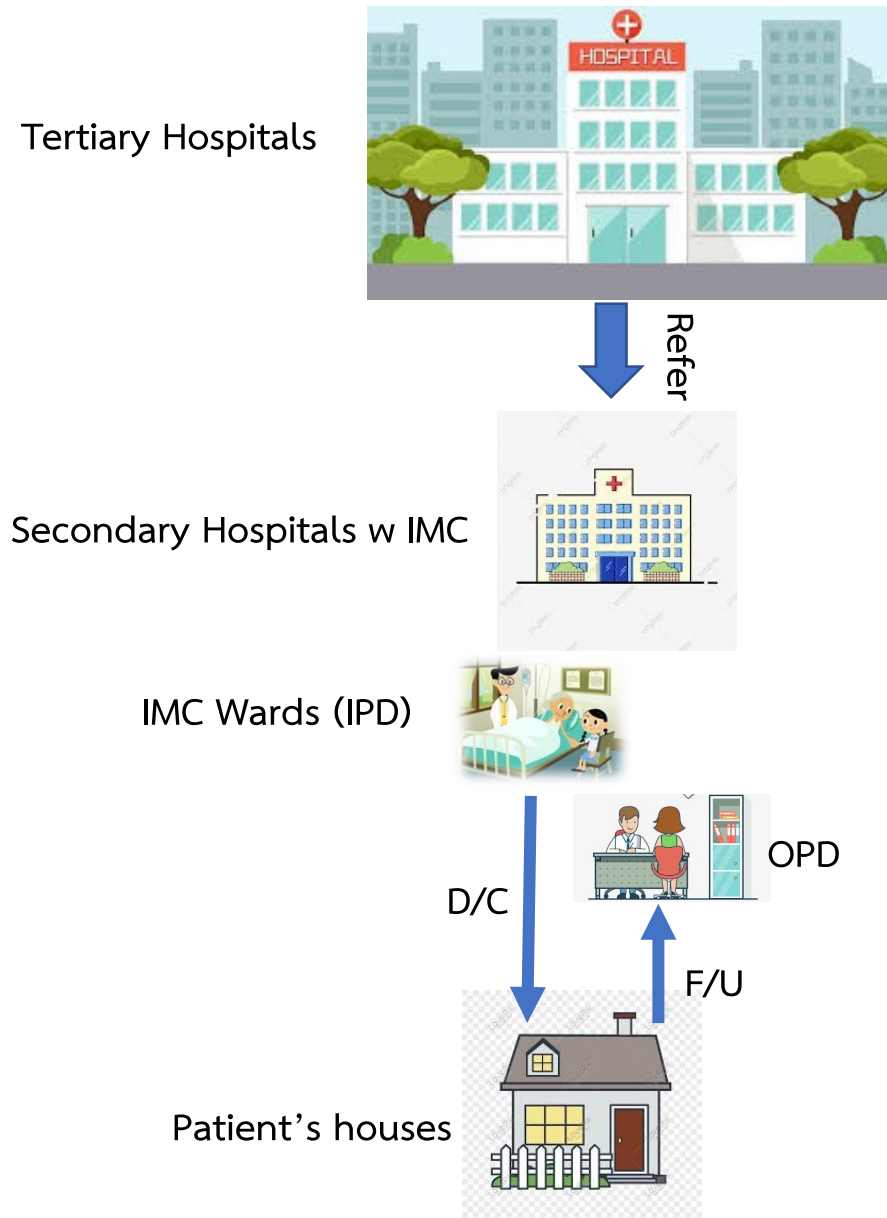 HOSPITAL
Tertiary Hospitals
Refer
Secondary Hospitals w IMC
IMC Wards (IPD)
OPD
D/C
F/U
Patient’s houses